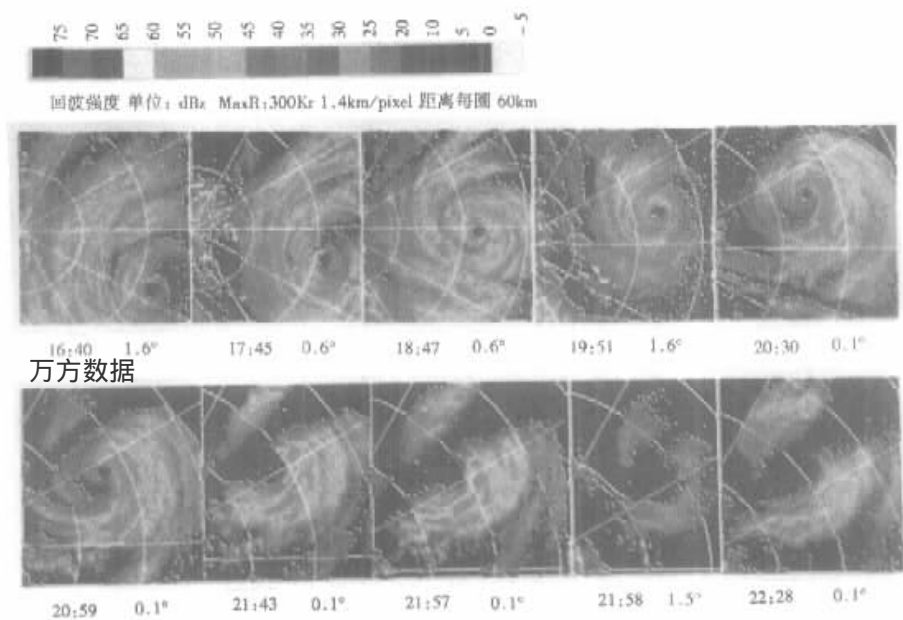 75 70 65 60 55 50 45 40 35 30 25 20 15 10 5 0 -5
回波强度 单位: dBz MaxR:300Kr 1.4km/pixel 距离每圈 60km
16:40 1.6° 17:45 0.6° 18:47 0.6° 19:51 1.6° 20:30 0.1°
万方数据
20:59 0.1° 21:43 0.1° 21:57 0.1° 21:58 1.5° 22:28 0.1°